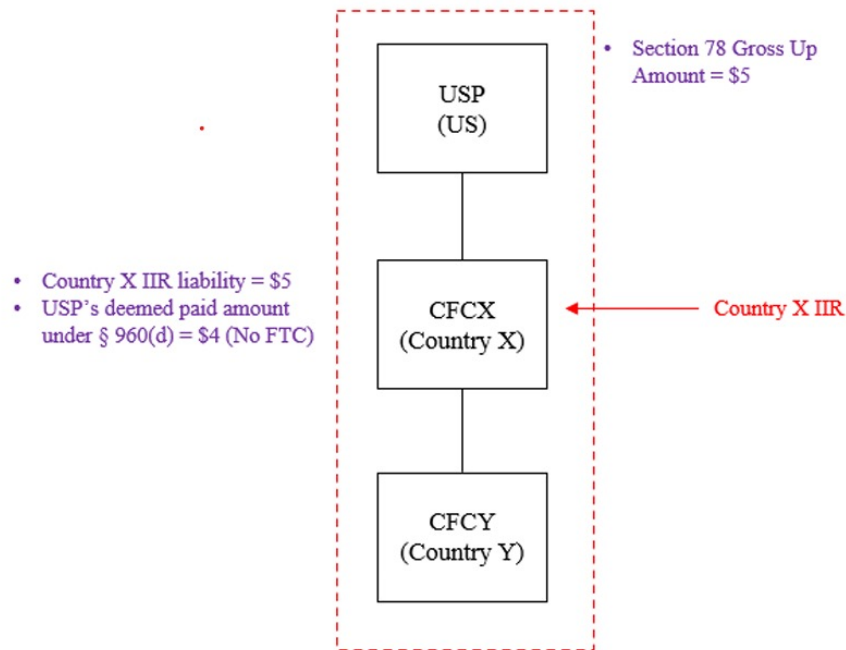 • Section 78 Gross Up
Amount = $5
USP
(US)
• Country X IIR liability = $5
• USP’s deemed paid amount
under § 960(d) = $4 (No FTC)
CFCX
(Country X)
Country X IIR
CFCY
(Country Y)